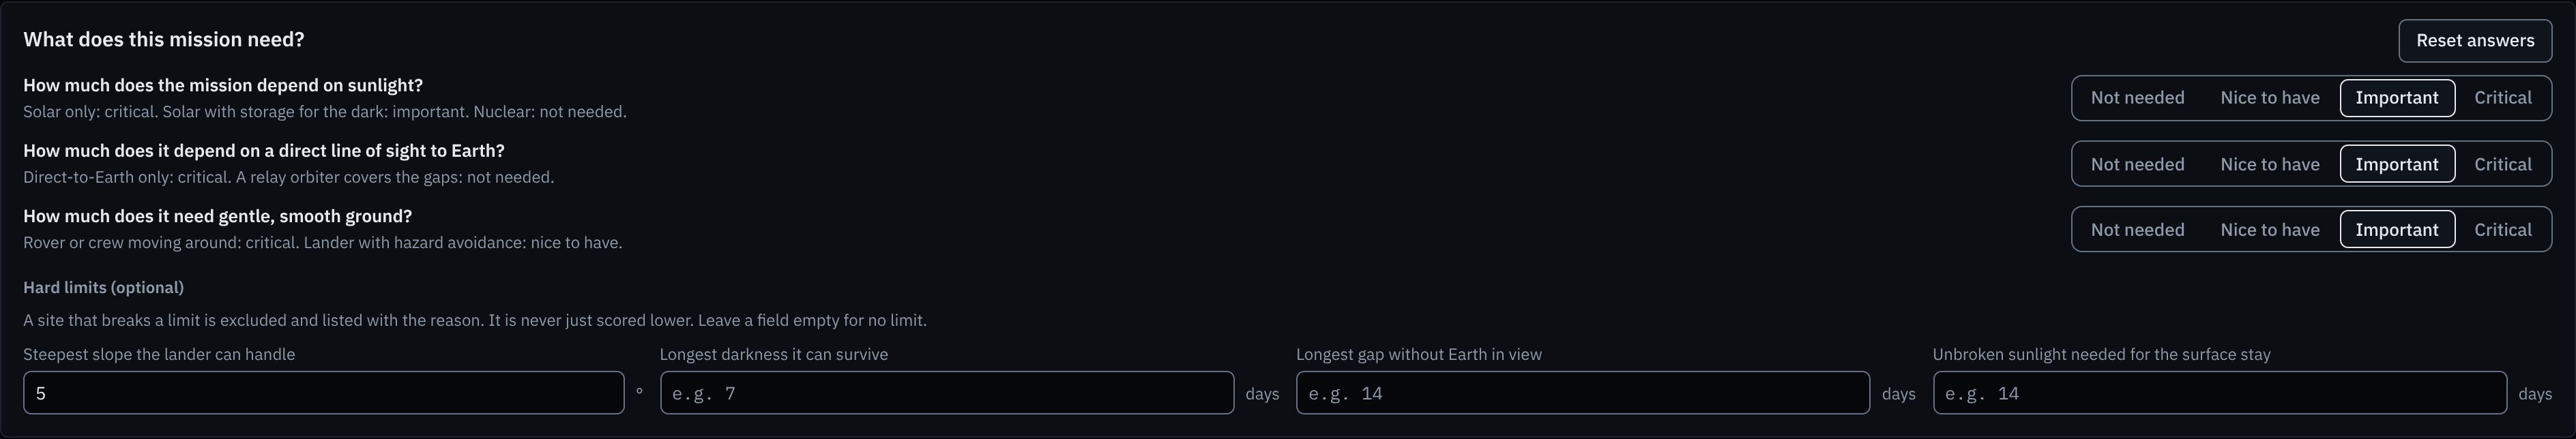 What does this mission need?
Reset answers
How much does the mission depend on sunlight?
Solar only: critical. Solar with storage for the dark: important. Nuclear: not needed.
Not needed Nice to have Important Critical
How much does it depend on a direct line of sight to Earth?
Direct-to-Earth only: critical. A relay orbiter covers the gaps: not needed.
Not needed Nice to have Important Critical
How much does it need gentle, smooth ground?
Rover or crew moving around: critical. Lander with hazard avoidance: nice to have.
Not needed Nice to have Important Critical
Hard limits (optional)
A site that breaks a limit is excluded and listed with the reason. It is never just scored lower. Leave a field empty for no limit.
Steepest slope the lander can handle
5 °
Longest darkness it can survive
e.g. 7 days
Longest gap without Earth in view
e.g. 14 days
Unbroken sunlight needed for the surface stay
e.g. 14 days